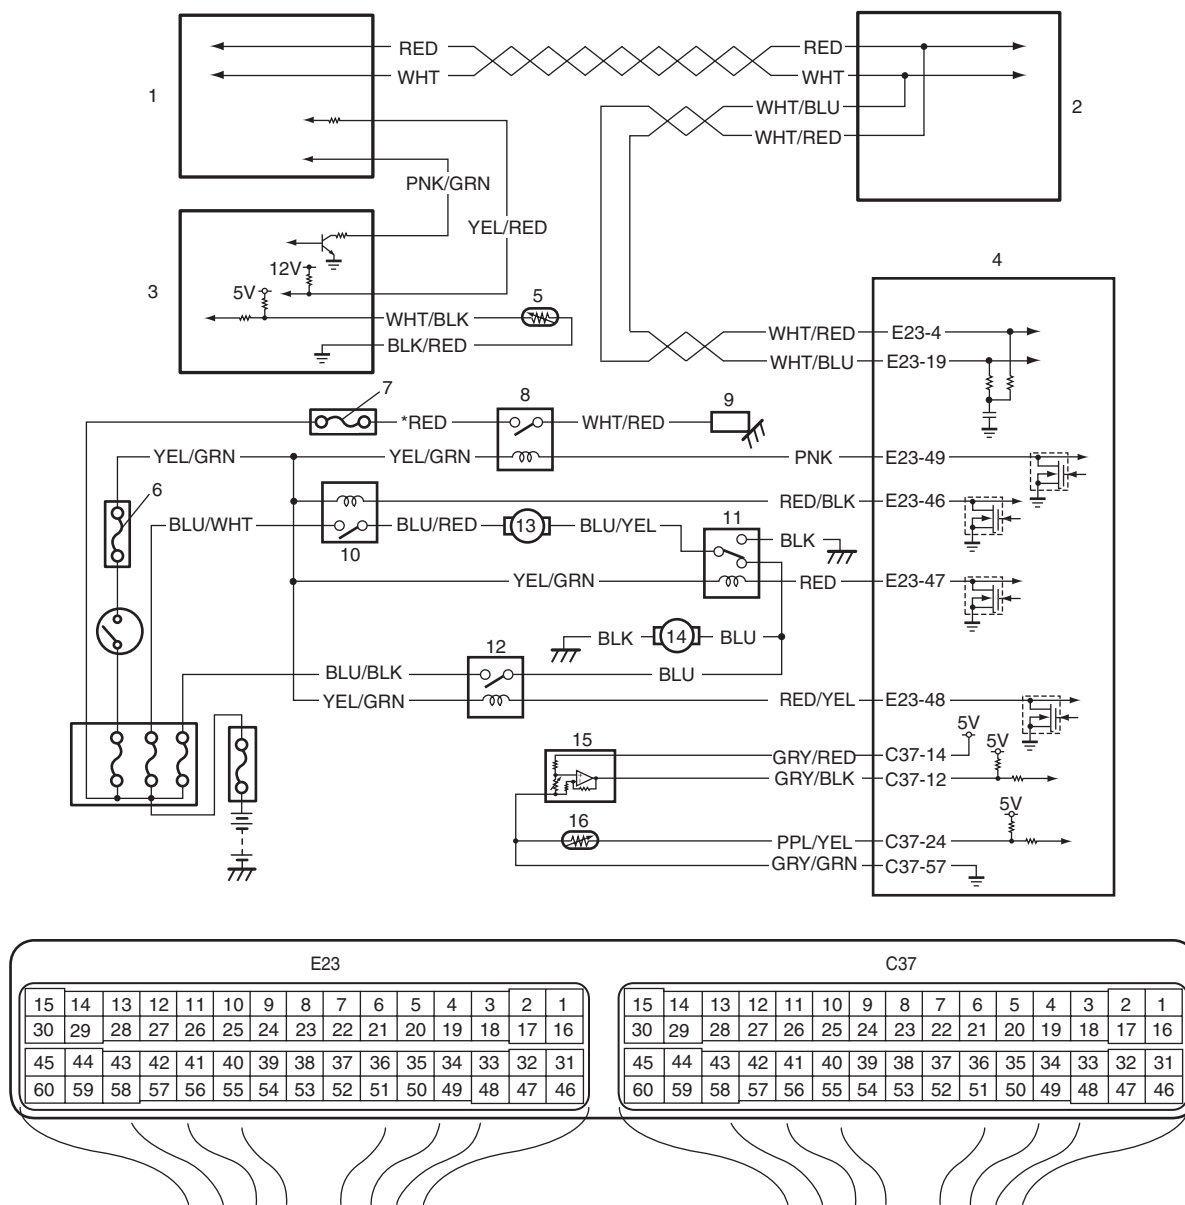 RED RED
WHT WHT
1
WHT/BLU
2
WHT/RED
PNK/GRN
YEL/RED
12V
4
3
5V
5
WHT/BLK
WHT/RED E23-4
BLK/RED
WHT/BLU E23-19
7
8
9
*RED WHT/RED
YEL/GRN YEL/GRN PNK E23-49
6
RED/BLK E23-46
BLU/WHT BLU/RED 13 BLU/YEL 11
BLK
10
YEL/GRN RED E23-47
BLK 14 BLU
12
BLU/BLK BLU
YEL/GRN RED/YEL E23-48
5V
15
5V
GRY/RED C37-14
GRY/BLK C37-12
5V
16
PPL/YEL C37-24
GRY/GRN C37-57
E23 C37
15 14 13 12 11 10 9 8 7 6 5 4 3 2 1 15 14 13 12 11 10 9 8 7 6 5 4 3 2 1
30 29 28 27 26 25 24 23 22 21 20 19 18 17 16 30 29 28 27 26 25 24 23 22 21 20 19 18 17 16
45 44 43 42 41 40 39 38 37 36 35 34 33 32 31 45 44 43 42 41 40 39 38 37 36 35 34 33 32 31
60 59 58 57 56 55 54 53 52 51 50 49 48 47 46 60 59 58 57 56 55 54 53 52 51 50 49 48 47 46